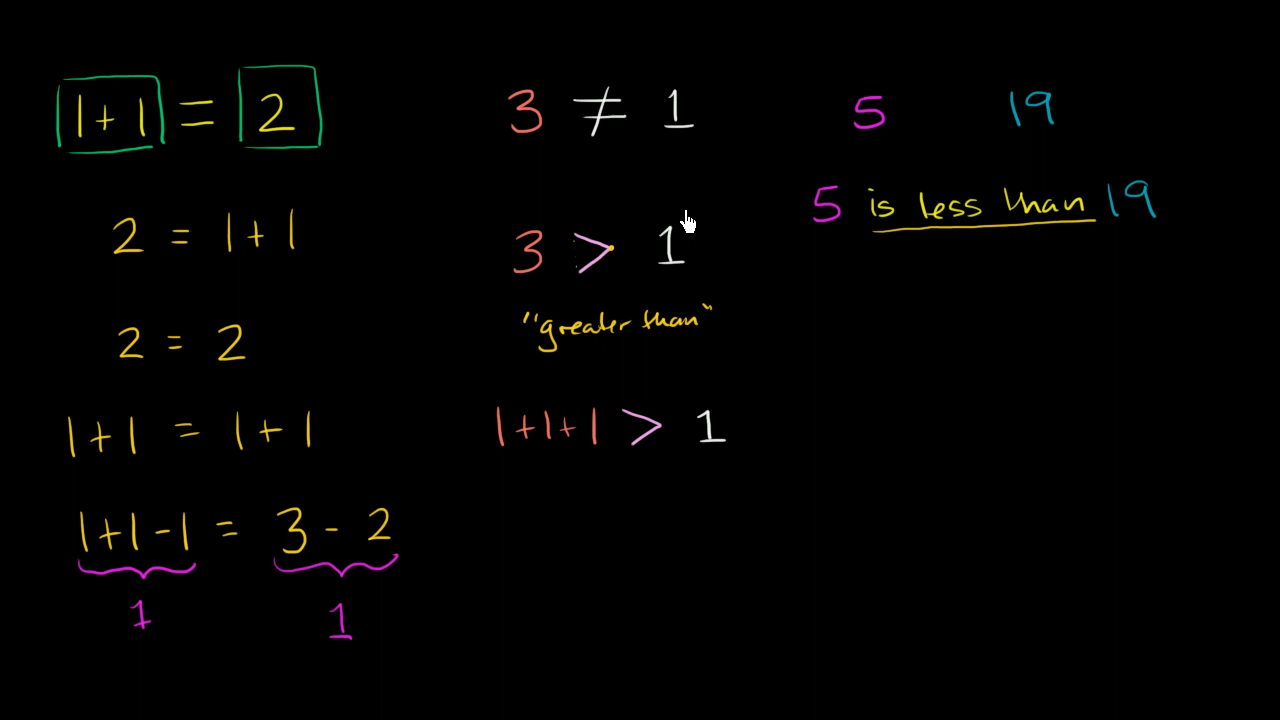 1+1 = 2
2 = 1+1
2 = 2
1+1 = 1+1
1+1-1 = 3-2
1 1
3 ≠ 1
3 > 1
"greater than"
1+1+1 > 1
5 19
5 is less than 19